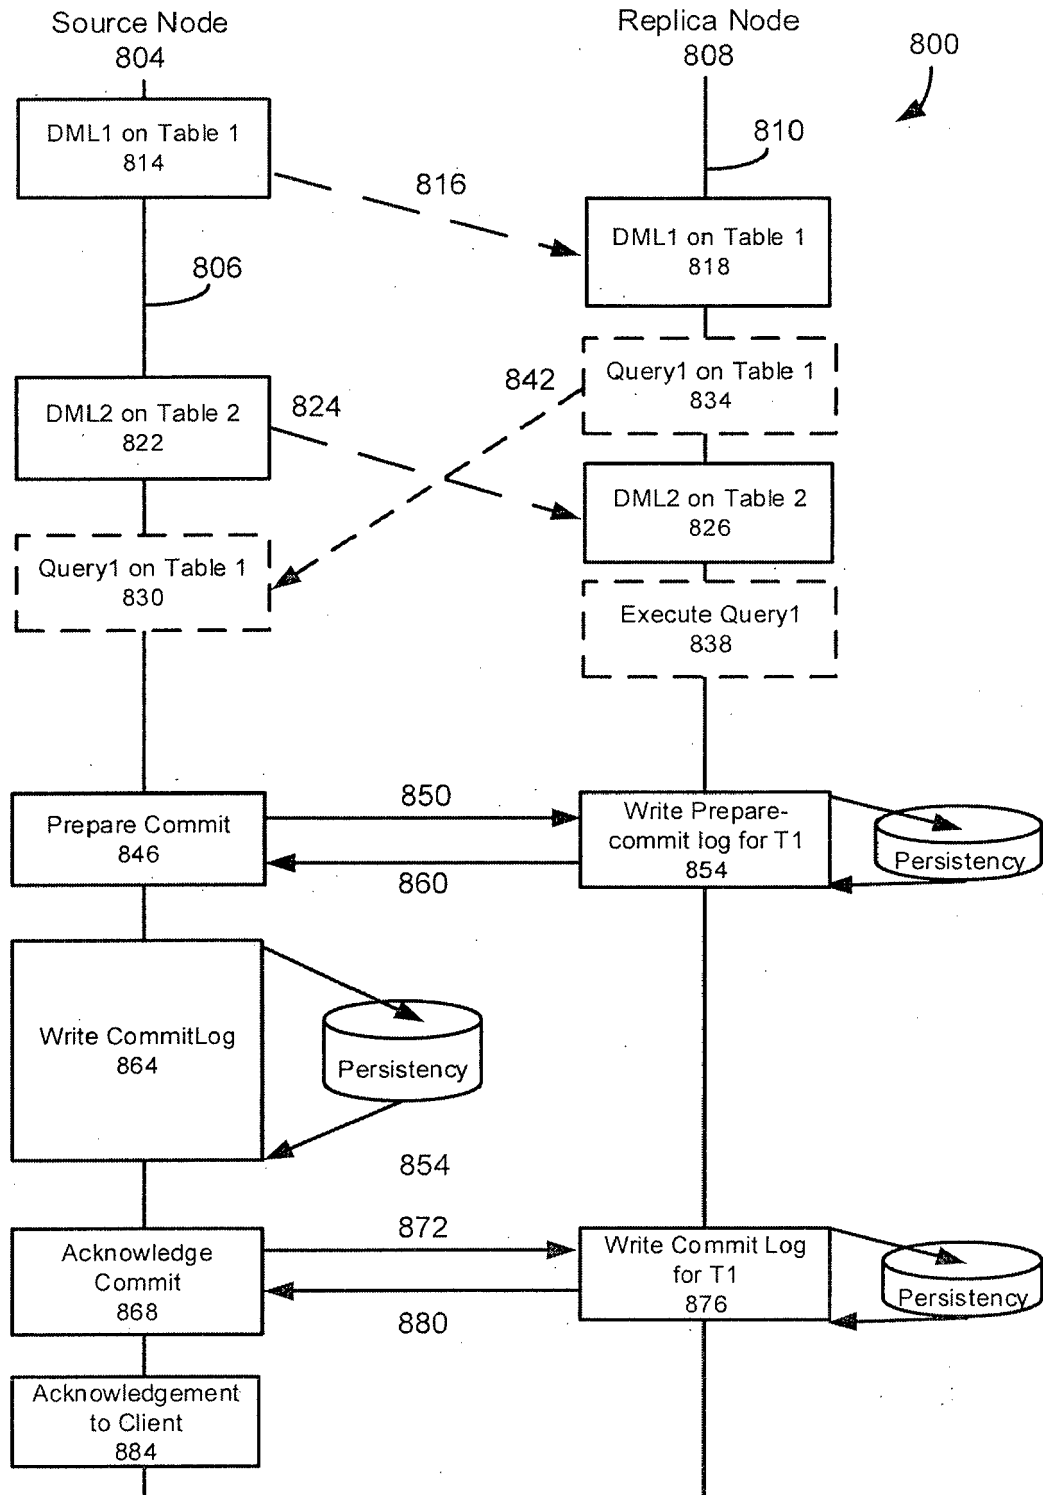 Source Node
804
Replica Node
808
800
DML1 on Table 1
814
816
810
DML1 on Table 1
818
806
842
Query1 on Table 1
834
DML2 on Table 2
822
824
DML2 on Table 2
826
Query1 on Table 1
830
Execute Query1
838
Prepare Commit
846
850
860
Write Prepare-
commit log for T1
854
Persistency
Write CommitLog
864
Persistency
854
Acknowledge
Commit
868
872
880
Write Commit Log
for T1
876
Persistency
Acknowledgement
to Client
884